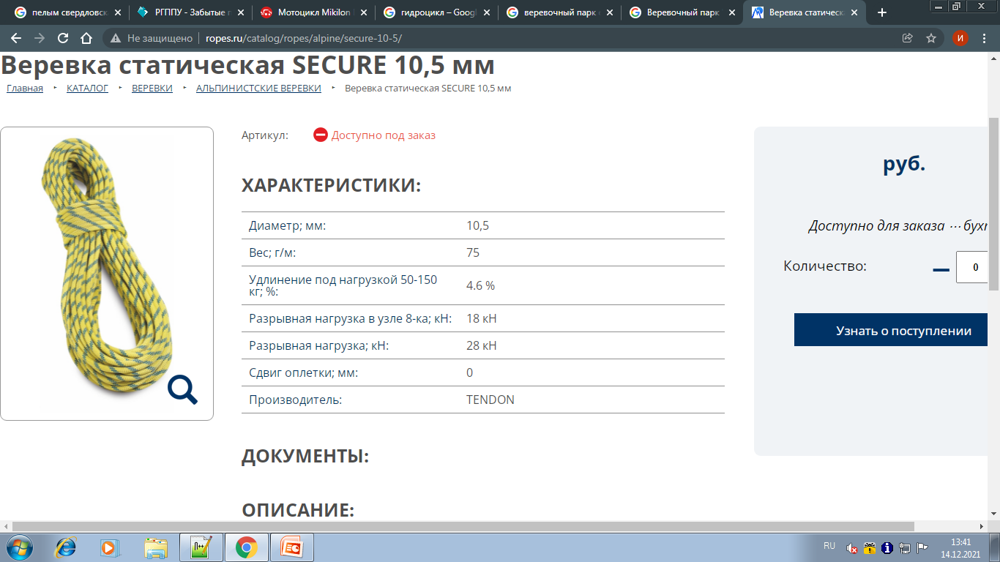 пелым свердловск
РГППУ - Забытые п
Мотоцикл Mikilon
гидроцикл – Googl
веревочный парк
Веревочный парк
Веревка статическ
Не защищено
ropes.ru/catalog/ropes/alpine/secure-10-5/
И
Веревка статическая SECURE 10,5 мм
Главная
КАТАЛОГ
ВЕРЕВКИ
АЛЬПИНИСТСКИЕ ВЕРЕВКИ
Веревка статическая SECURE 10,5 мм
Артикул:
Доступно под заказ
ХАРАКТЕРИСТИКИ:
Диаметр; мм: 10,5
Вес; г/м: 75
Удлинение под нагрузкой 50-150
кг; %: 4.6 %
Разрывная нагрузка в узле 8-ка; кН: 18 кН
Разрывная нагрузка; кН: 28 кН
Сдвиг оплетки; мм: 0
Производитель: TENDON
ДОКУМЕНТЫ:
ОПИСАНИЕ:
руб.
Доступно для заказа ··· бухт
Количество:
0
Узнать о поступлении
RU
13:41
14.12.2021